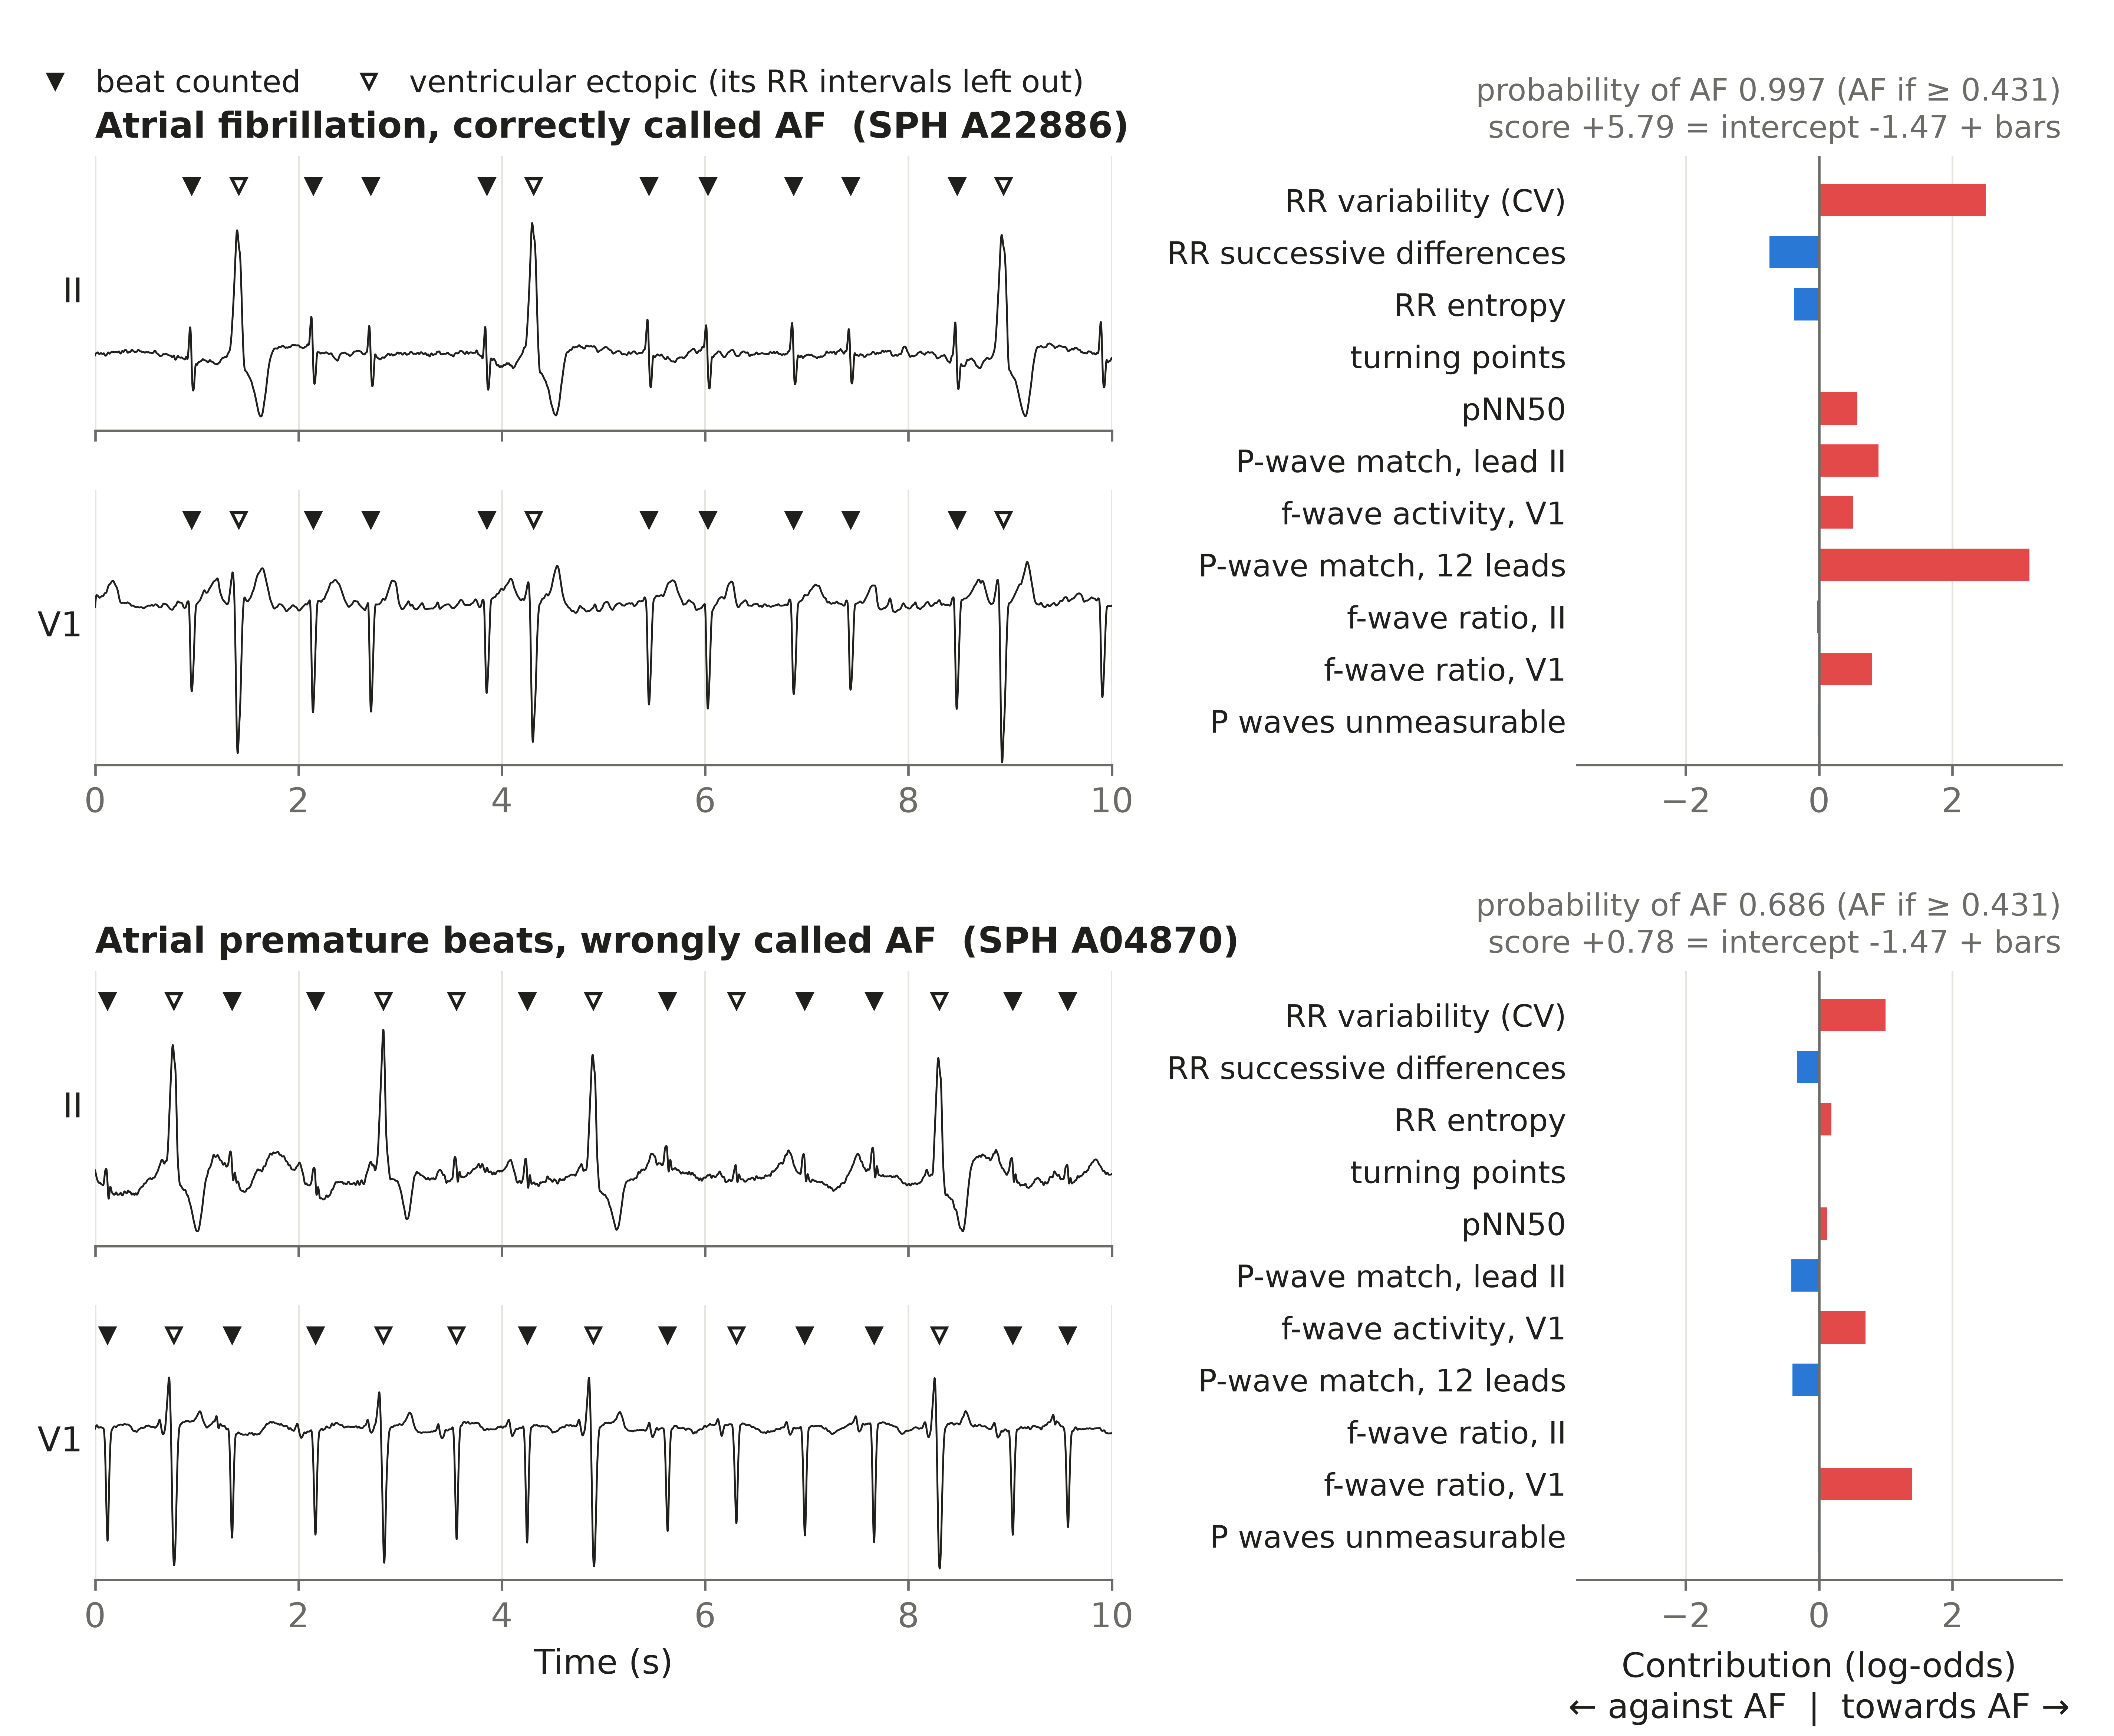 beat counted   ventricular ectopic (its RR intervals left out)
Atrial fibrillation, correctly called AF (SPH A22886)
probability of AF 0.997 (AF if ≥ 0.431)
score +5.79 = intercept -1.47 + bars
II
V1
0 2 4 6 8 10
RR variability (CV)
RR successive differences
RR entropy
turning points
pNN50
P-wave match, lead II
f-wave activity, V1
P-wave match, 12 leads
f-wave ratio, II
f-wave ratio, V1
P waves unmeasurable
−2 0 2
Atrial premature beats, wrongly called AF (SPH A04870)
probability of AF 0.686 (AF if ≥ 0.431)
score +0.78 = intercept -1.47 + bars
II
V1
0 2 4 6 8 10
Time (s)
RR variability (CV)
RR successive differences
RR entropy
turning points
pNN50
P-wave match, lead II
f-wave activity, V1
P-wave match, 12 leads
f-wave ratio, II
f-wave ratio, V1
P waves unmeasurable
−2 0 2
Contribution (log-odds)
← against AF | towards AF →